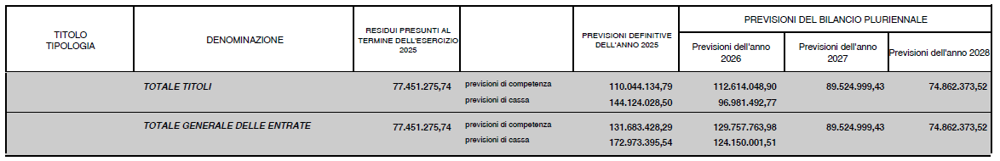 TITOLO
TIPOLOGIA
DENOMINAZIONE
RESIDUI PRESUNTI AL
TERMINE DELL'ESERCIZIO
2025
PREVISIONI DEFINITIVE
DELL'ANNO 2025
PREVISIONI DEL BILANCIO PLURIENNALE
Previsioni dell'anno
2026
Previsioni dell'anno
2027
Previsioni dell'anno 2028
TOTALE TITOLI 77.451.275,74 previsioni di competenza 110.044.134,79 112.614.048,90 89.524.999,43 74.862.373,52
previsioni di cassa 144.124.028,50 96.981.492,77
TOTALE GENERALE DELLE ENTRATE 77.451.275,74 previsioni di competenza 131.683.428,29 129.757.763,98 89.524.999,43 74.862.373,52
previsioni di cassa 172.973.395,54 124.150.001,51